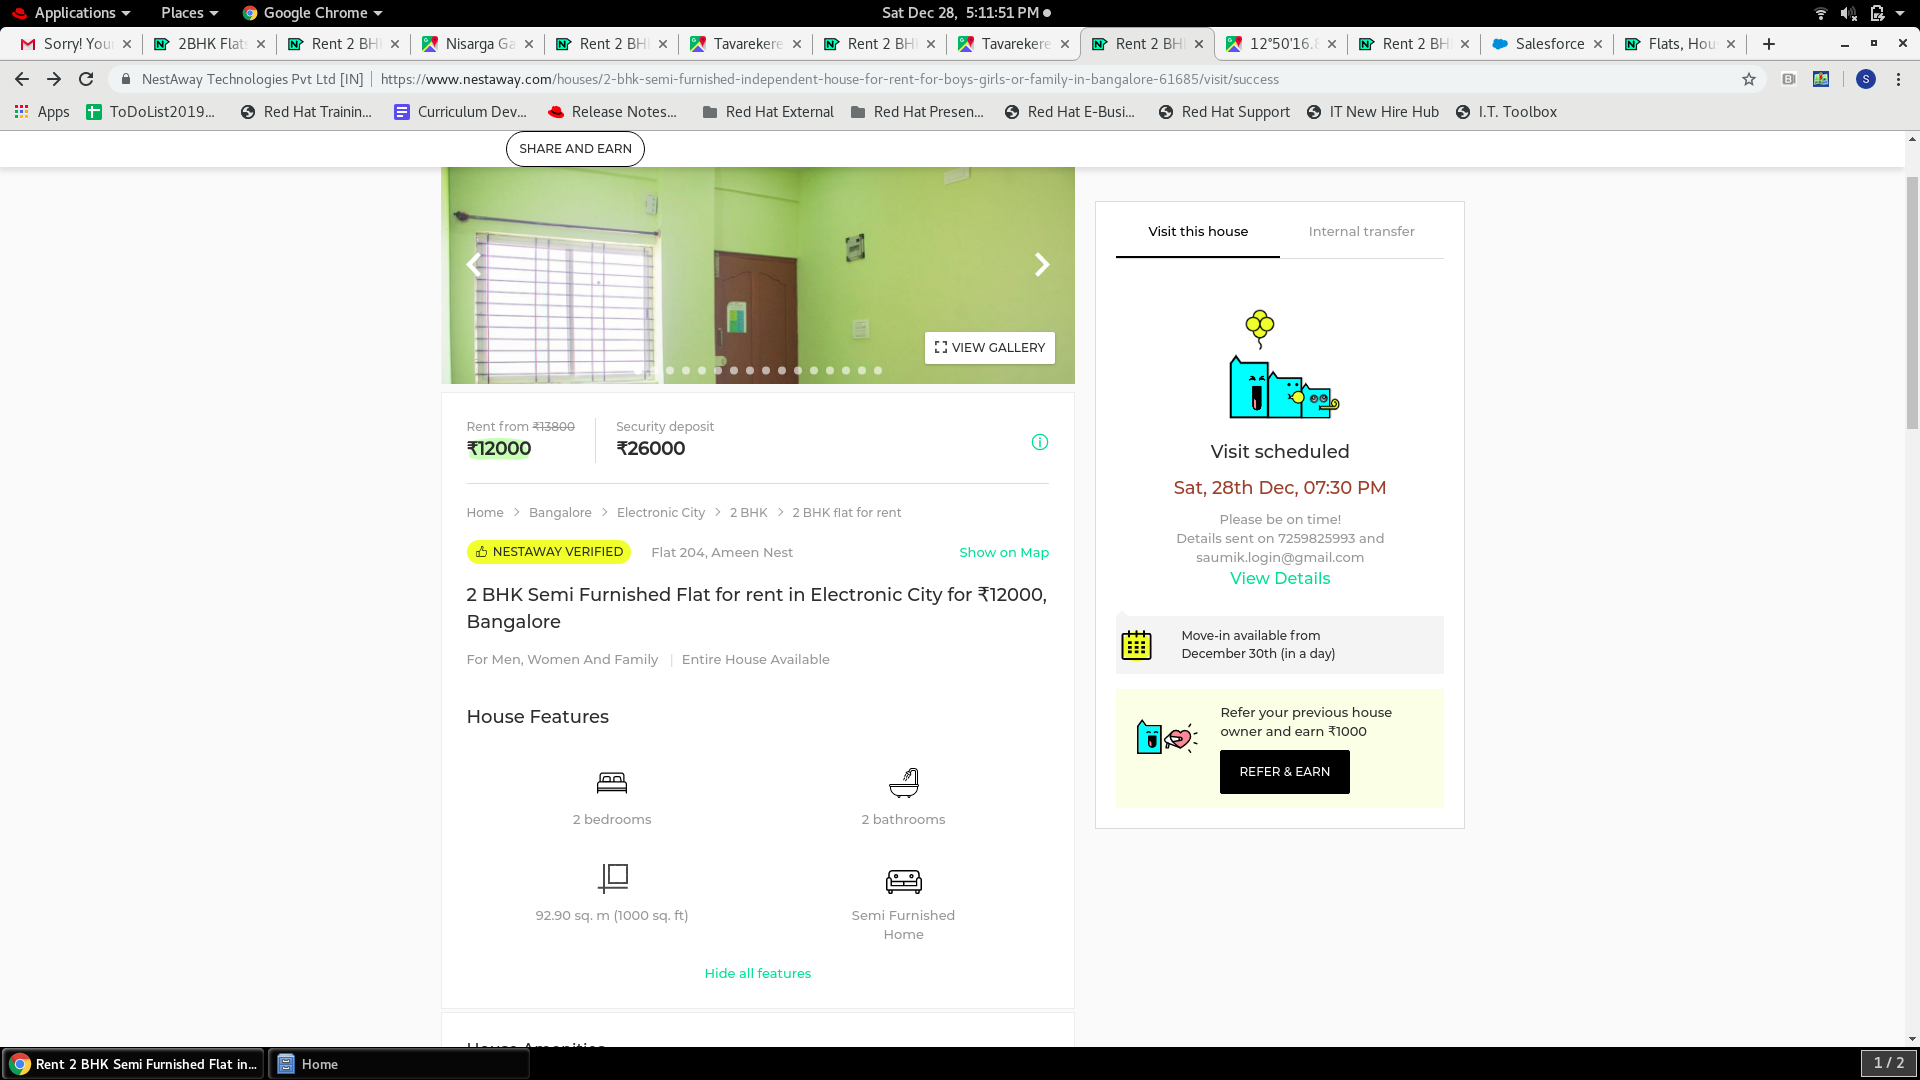 Applications
Places
Google Chrome
Sat Dec 28, 5:11:51 PM
Sorry! You
2BHK Flats
Rent 2 BH
Nisarga Ga
Rent 2 BH
Tavarekere
Rent 2 BH
Tavarekere
Rent 2 BH
12°50'16.8
Rent 2 BH
Salesforce
Flats, Hou
NestAway Technologies Pvt Ltd [IN]
https://www.nestaway.com/houses/2-bhk-semi-furnished-independent-house-for-rent-for-boys-girls-or-family-in-bangalore-61685/visit/success
S
Apps
ToDoList2019...
Red Hat Trainin...
Curriculum Dev...
Release Notes...
Red Hat External
Red Hat Presen...
Red Hat E-Busi...
Red Hat Support
IT New Hire Hub
I.T. Toolbox
SHARE AND EARN
VIEW GALLERY
Rent from ₹13800
₹12000
Security deposit
₹26000
Home > Bangalore > Electronic City > 2 BHK > 2 BHK flat for rent
NESTAWAY VERIFIED
Flat 204, Ameen Nest
Show on Map
2 BHK Semi Furnished Flat for rent in Electronic City for ₹12000,
Bangalore
For Men, Women And Family | Entire House Available
House Features
2 bedrooms
2 bathrooms
92.90 sq. m (1000 sq. ft)
Semi Furnished
Home
Hide all features
House Amenities
Visit this house
Internal transfer
Visit scheduled
Sat, 28th Dec, 07:30 PM
Please be on time!
Details sent on 7259825993 and
saumik.login@gmail.com
View Details
Move-in available from
December 30th (in a day)
Refer your previous house
owner and earn ₹1000
REFER & EARN
Rent 2 BHK Semi Furnished Flat in...
Home
1 / 2